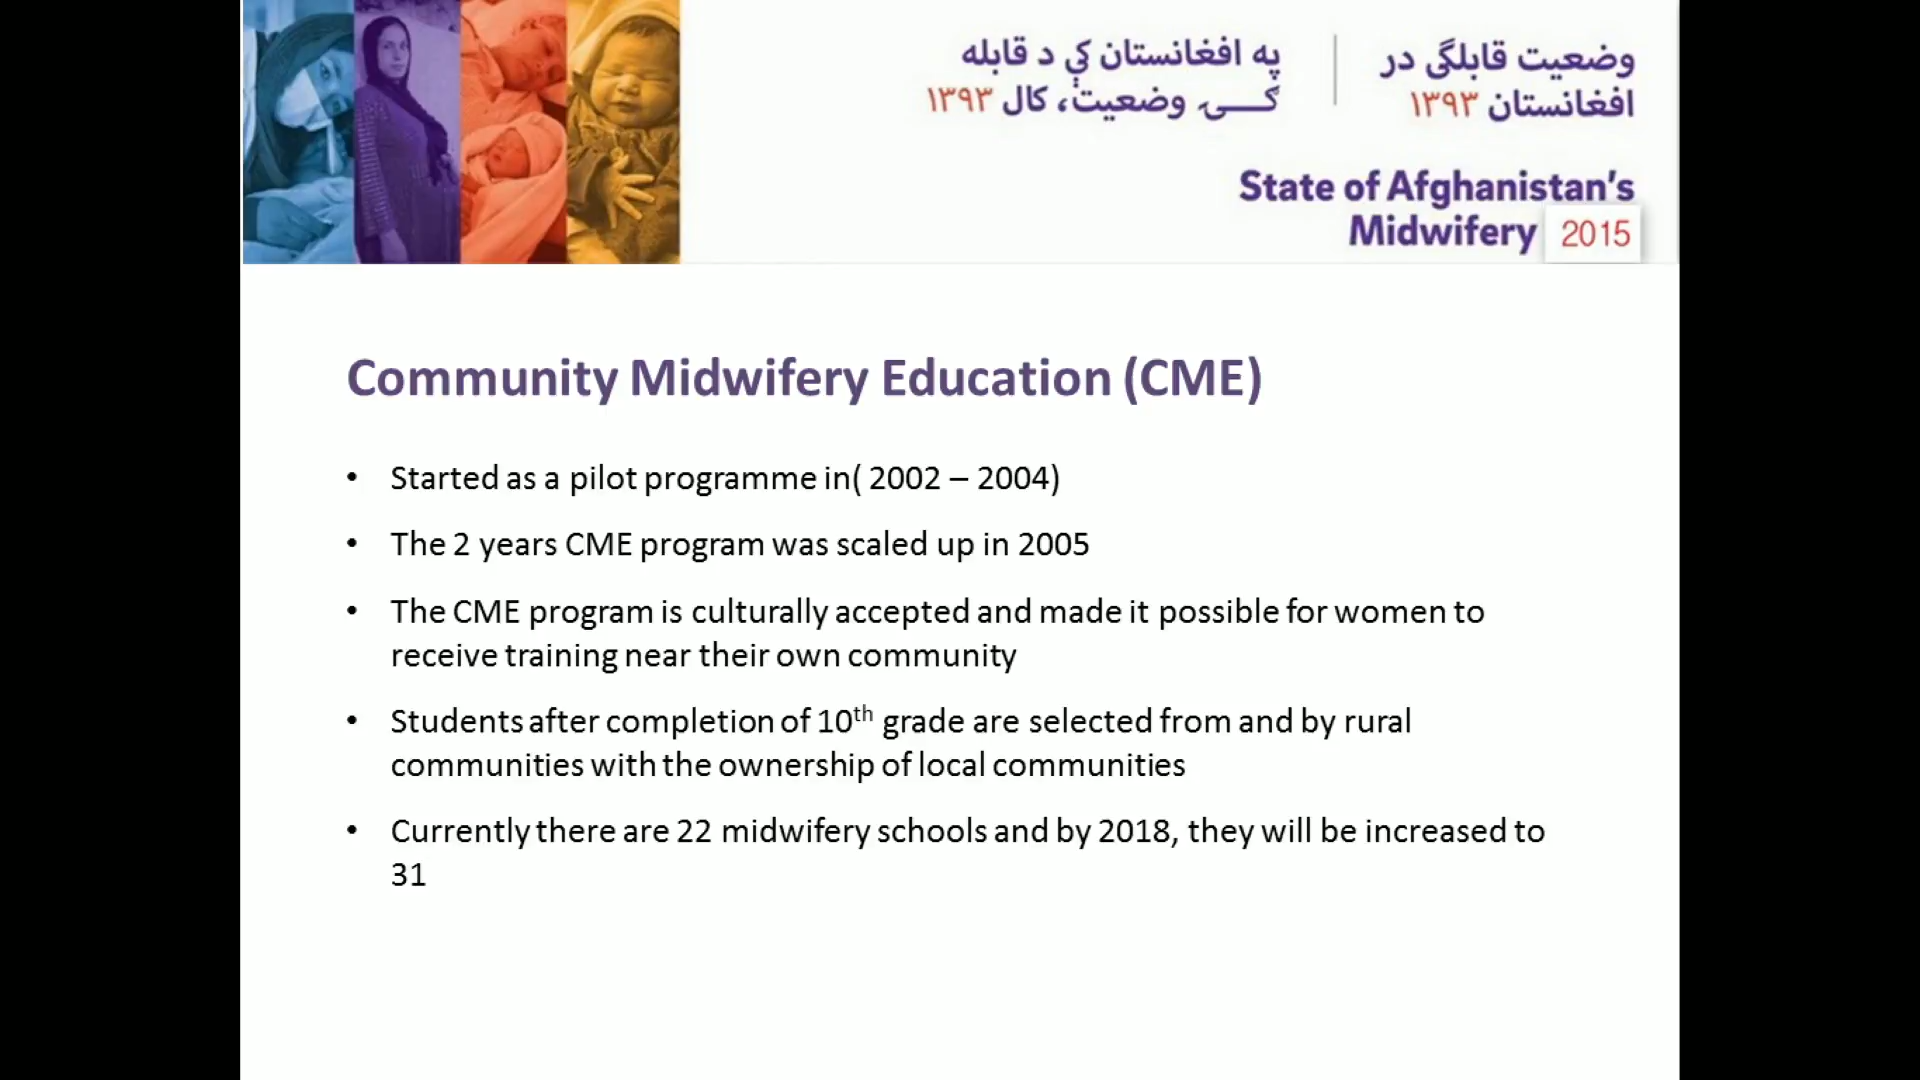 په افغانستان کې د قابله
ګــــۍ وضعیت، کال ۱۳۹۳
وضعیت قابلگی در
افغانستان ۱۳۹۳
State of Afghanistan's
Midwifery 2015
Community Midwifery Education (CME)
• Started as a pilot programme in( 2002 – 2004)
• The 2 years CME program was scaled up in 2005
• The CME program is culturally accepted and made it possible for women to
receive training near their own community
• Students after completion of 10th grade are selected from and by rural
communities with the ownership of local communities
• Currently there are 22 midwifery schools and by 2018, they will be increased to
31